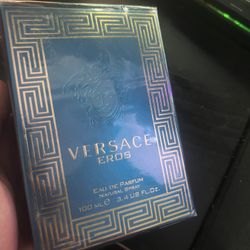 VERSACE
EROS
EAU DE PARFUM
NATURAL SPRAY
100 ML ℮ 3.4 US FL.OZ.